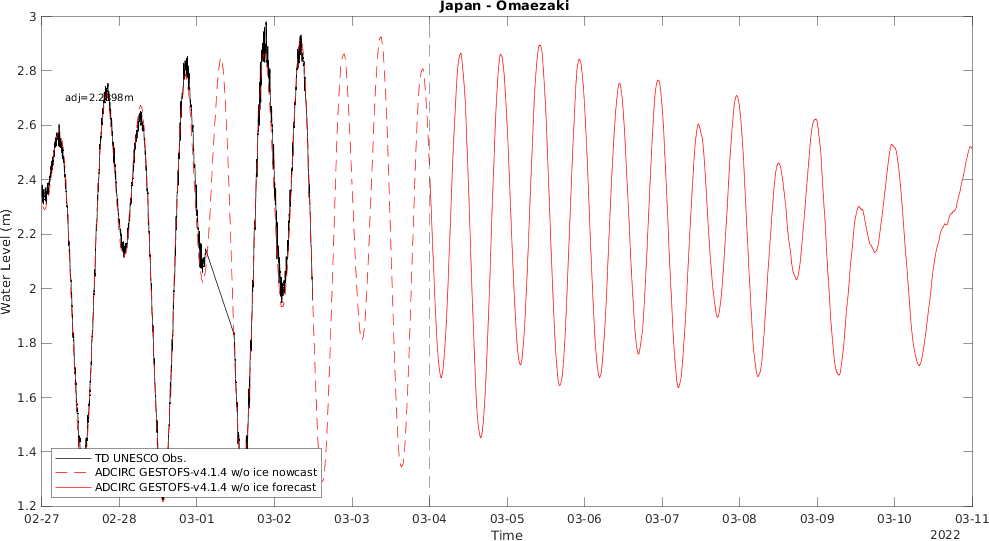 Japan - Omaezaki
3
2.8
2.6
2.4
2.2
2
1.8
1.6
1.4
1.2
Water Level (m)
TD UNESCO Obs.
ADCIRC GESTOFS-v4.1.4 w/o ice nowcast
ADCIRC GESTOFS-v4.1.4 w/o ice forecast
02-27 02-28 03-01 03-02 03-03 03-04 03-05 03-06 03-07 03-08 03-09 03-10 03-11
Time
2022